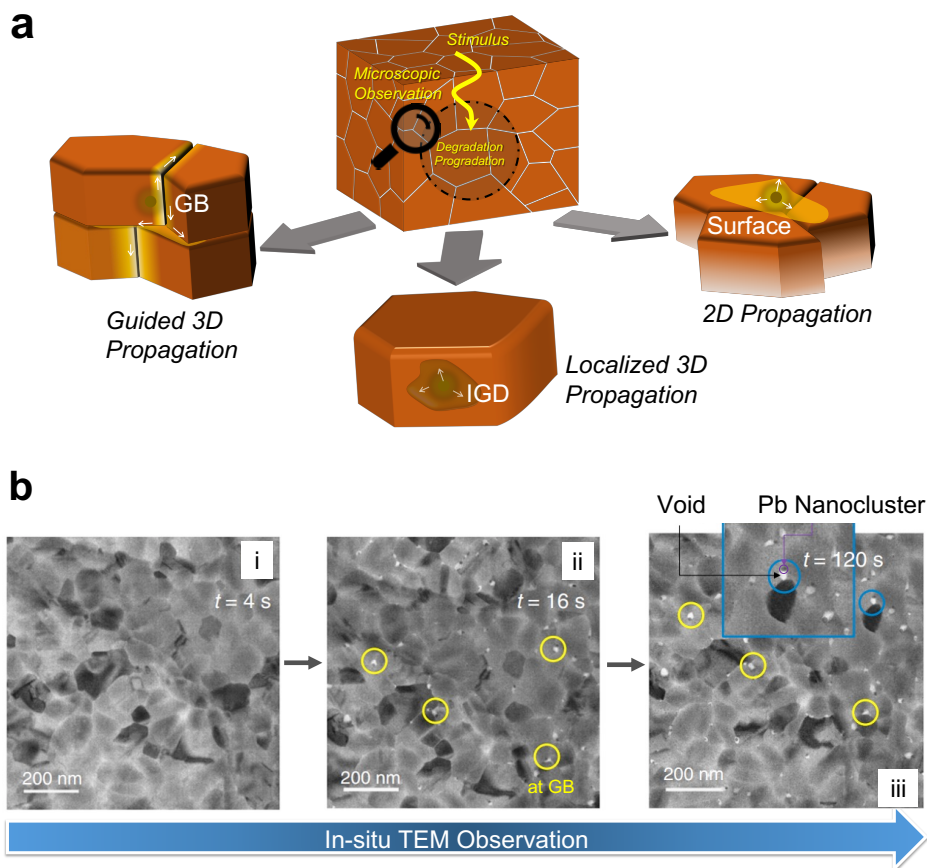 a
Stimulus
Microscopic
Observation
Degradation
Progradation
GB
Surface
Guided 3D
Propagation
2D Propagation
IGD
Localized 3D
Propagation
b
Void
Pb Nanocluster
i
t = 4 s
200 nm
ii
t = 16 s
at GB
200 nm
t = 120 s
200 nm
iii
In-situ TEM Observation